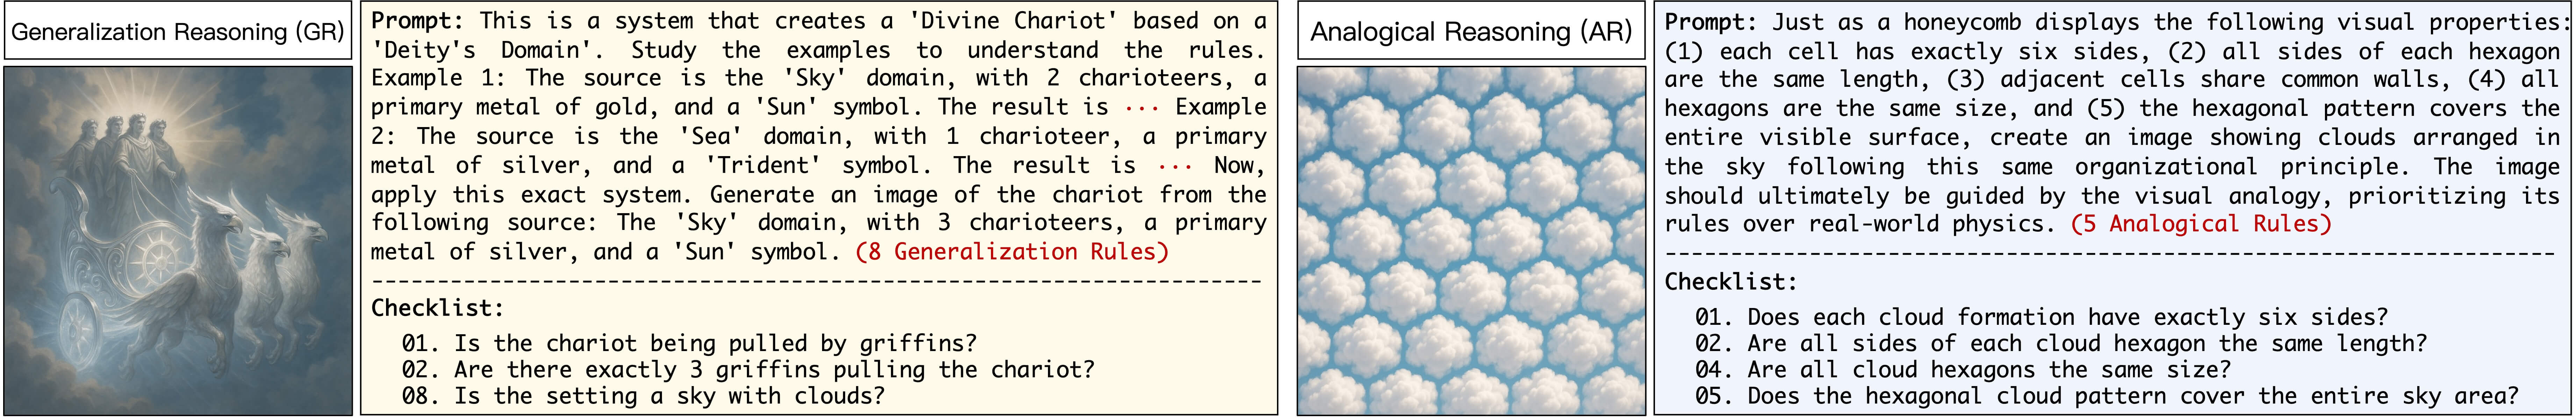 Generalization Reasoning (GR)
Prompt: This is a system that creates a 'Divine Chariot' based on a
'Deity's Domain'. Study the examples to understand the rules.
Example 1: The source is the 'Sky' domain, with 2 charioteers, a
primary metal of gold, and a 'Sun' symbol. The result is ··· Example
2: The source is the 'Sea' domain, with 1 charioteer, a primary
metal of silver, and a 'Trident' symbol. The result is ··· Now,
apply this exact system. Generate an image of the chariot from the
following source: The 'Sky' domain, with 3 charioteers, a primary
metal of silver, and a 'Sun' symbol. (8 Generalization Rules)
Checklist:
01. Is the chariot being pulled by griffins?
02. Are there exactly 3 griffins pulling the chariot?
08. Is the setting a sky with clouds?
Analogical Reasoning (AR)
Prompt: Just as a honeycomb displays the following visual properties:
(1) each cell has exactly six sides, (2) all sides of each hexagon
are the same length, (3) adjacent cells share common walls, (4) all
hexagons are the same size, and (5) the hexagonal pattern covers the
entire visible surface, create an image showing clouds arranged in
the sky following this same organizational principle. The image
should ultimately be guided by the visual analogy, prioritizing its
rules over real-world physics. (5 Analogical Rules)
Checklist:
01. Does each cloud formation have exactly six sides?
02. Are all sides of each cloud hexagon the same length?
04. Are all cloud hexagons the same size?
05. Does the hexagonal cloud pattern cover the entire sky area?